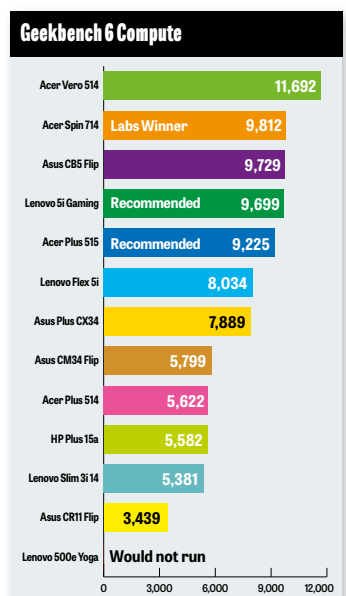 Geekbench 6 Compute
Acer Vero 514 11,692
Acer Spin 714 Labs Winner 9,812
Asus CB5 Flip 9,729
Lenovo 5i Gaming Recommended 9,699
Acer Plus 515 Recommended 9,225
Lenovo Flex 5i 8,034
Asus Plus CX34 7,889
Asus CM34 Flip 5,799
Acer Plus 514 5,622
HP Plus 15a 5,582
Lenovo Slim 3i 14 5,381
Asus CR11 Flip 3,439
Lenovo 500e Yoga Would not run
0 3,000 6,000 9,000 12,000